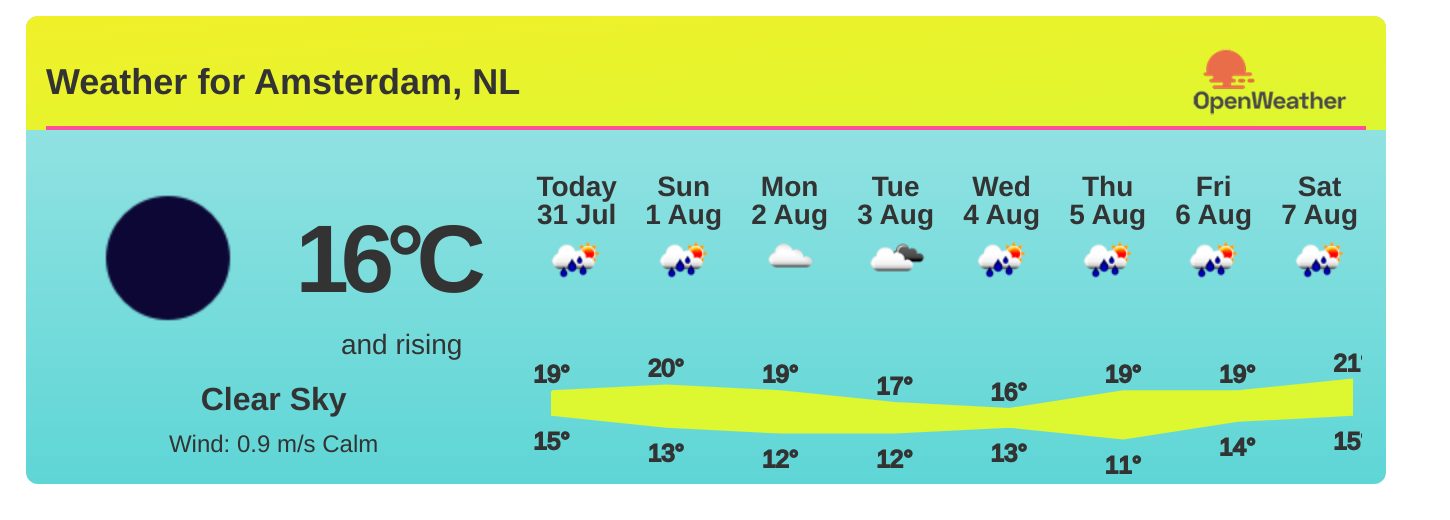 Weather for Amsterdam, NL
OpenWeather
Today Sun Mon Tue Wed Thu Fri Sat
31 Jul 1 Aug 2 Aug 3 Aug 4 Aug 5 Aug 6 Aug 7 Aug
16°C
and rising
19° 20° 19° 17° 16° 19° 19° 21°
Clear Sky
Wind: 0.9 m/s Calm
15° 13° 12° 12° 13° 11° 14° 15°